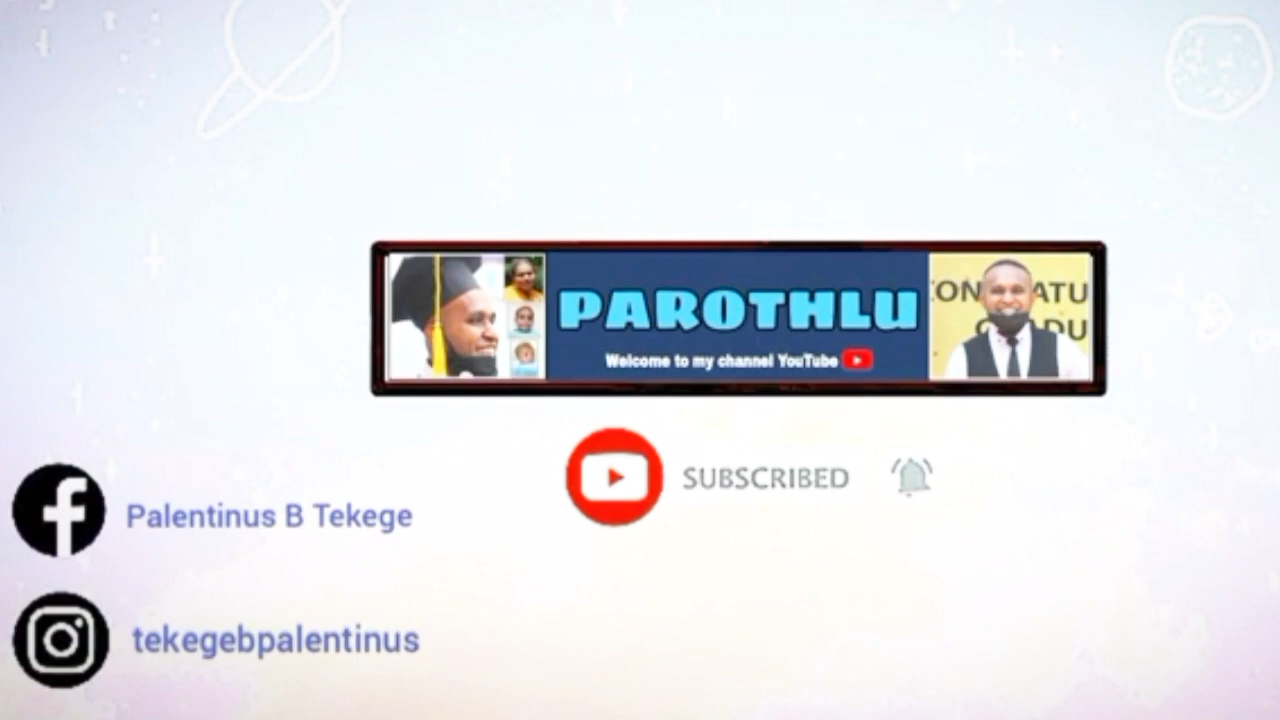 PAROTHLU
Welcome to my channel YouTube
SUBSCRIBED
Palentinus B Tekege
tekegebpalentinus